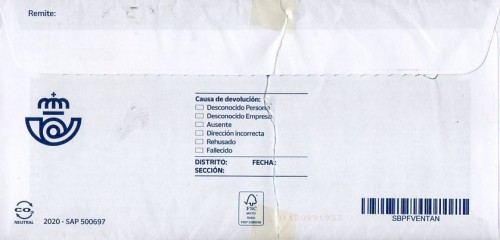 Remite:
Causa de devolución:
Desconocido Persona
Desconocido Empresa
Ausente
Dirección incorrecta
Rehusado
Fallecido
DISTRITO: FECHA:
SECCIÓN:
CO2
NEUTRAL
2020 - SAP 500697
FSC
SBPFVENTAN